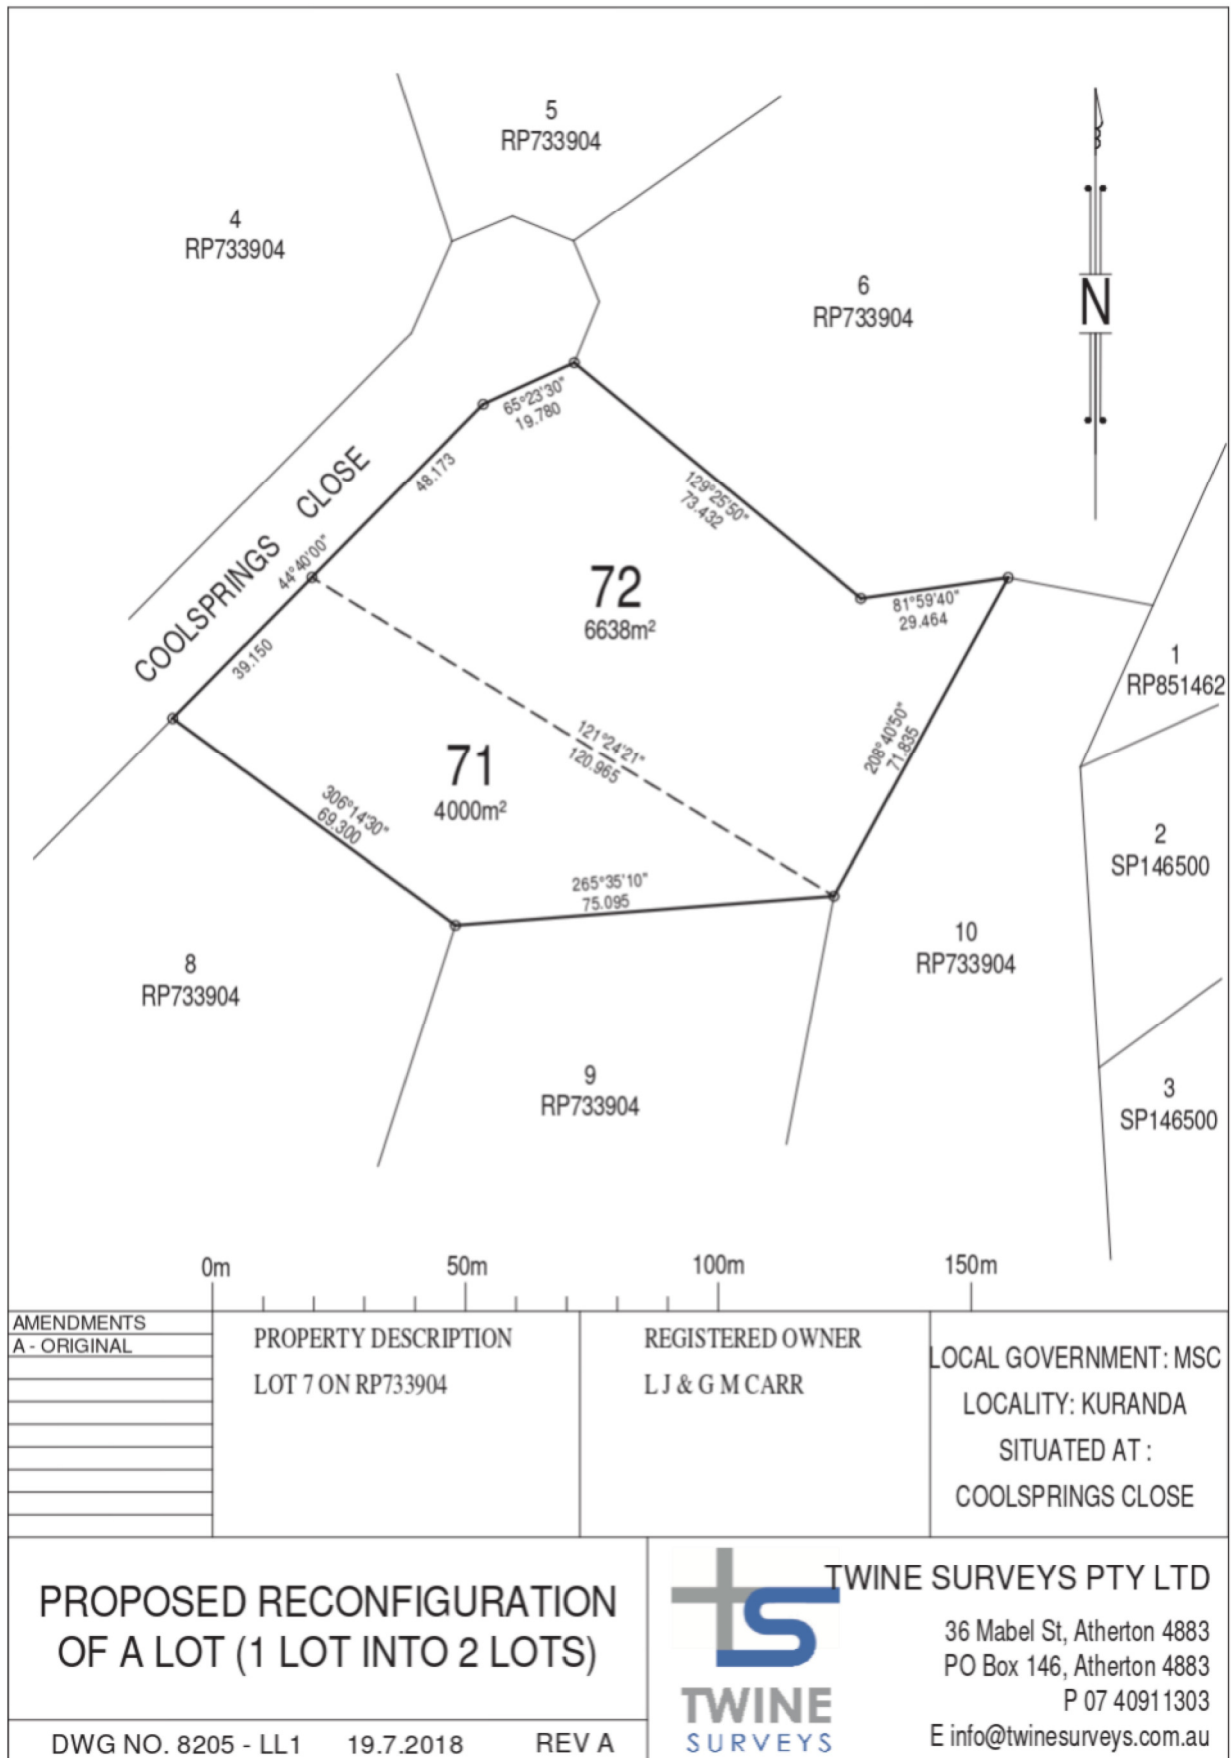 5
RP733904
4
RP733904
6
RP733904
N
65°23'30"
19.780
48.173
COOLSPRINGS CLOSE
44°40'00"
129°25'50"
73.432
72
6638m²
81°59'40"
29.464
39.150
1
RP851462
121°24'21"
120.965
208°40'50"
71.835
71
4000m²
306°14'30"
69.300
2
SP146500
265°35'10"
75.095
10
RP733904
8
RP733904
9
RP733904
3
SP146500
0m 50m 100m 150m
AMENDMENTS
A - ORIGINAL
PROPERTY DESCRIPTION
LOT 7 ON RP733904
REGISTERED OWNER
L J & G M CARR
LOCAL GOVERNMENT: MSC
LOCALITY: KURANDA
SITUATED AT :
COOLSPRINGS CLOSE
PROPOSED RECONFIGURATION
OF A LOT (1 LOT INTO 2 LOTS)
DWG NO. 8205 - LL1 19.7.2018 REV A
TS
TWINE
SURVEYS
TWINE SURVEYS PTY LTD
36 Mabel St, Atherton 4883
PO Box 146, Atherton 4883
P 07 40911303
E info@twinesurveys.com.au